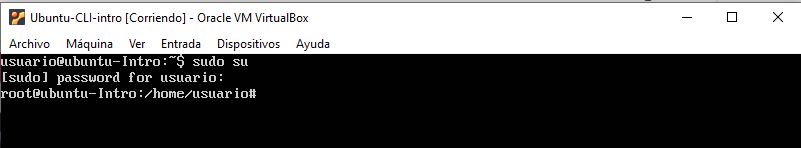 Ubuntu-CLI-intro [Corriendo] - Oracle VM VirtualBox
Archivo Máquina Ver Entrada Dispositivos Ayuda
usuario@ubuntu-Intro:~$ sudo su
[sudo] password for usuario:
root@ubuntu-Intro:/home/usuario#